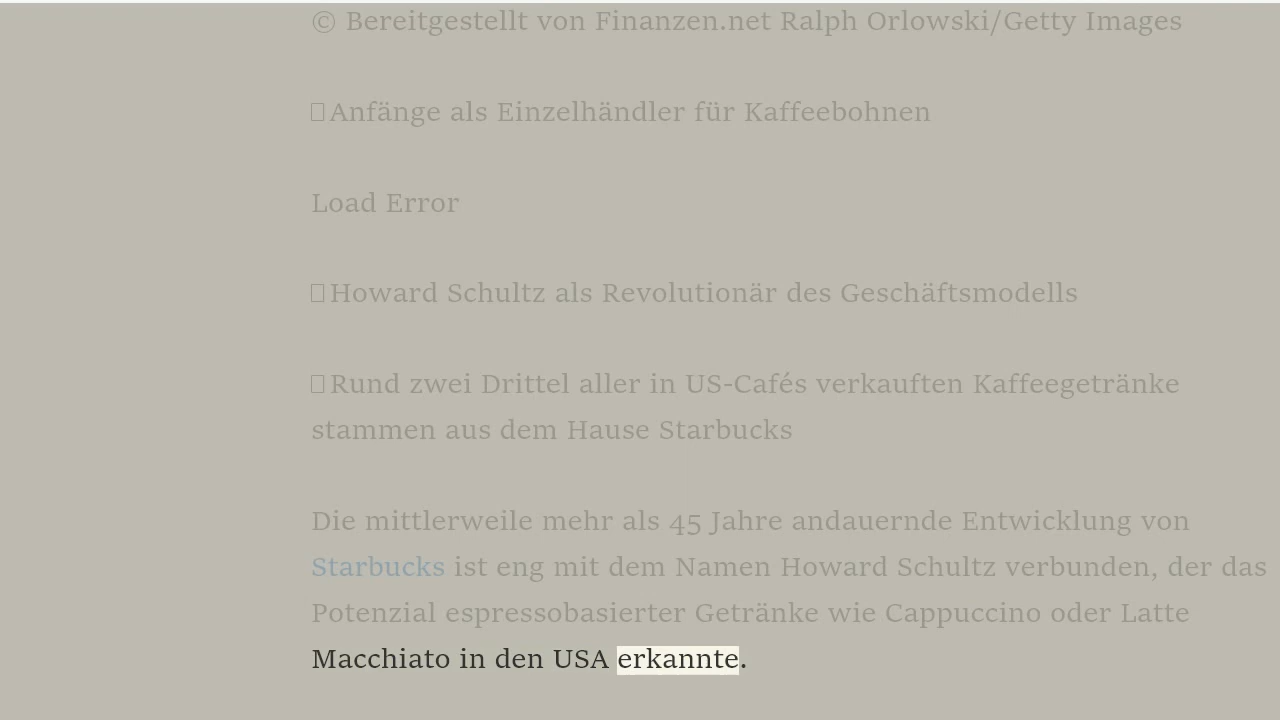 © Bereitgestellt von Finanzen.net Ralph Orlowski/Getty Images
Anfänge als Einzelhändler für Kaffeebohnen
Load Error
Howard Schultz als Revolutionär des Geschäftsmodells
Rund zwei Drittel aller in US-Cafés verkauften Kaffeegetränke
stammen aus dem Hause Starbucks
Die mittlerweile mehr als 45 Jahre andauernde Entwicklung von
Starbucks ist eng mit dem Namen Howard Schultz verbunden, der das
Potenzial espressobasierter Getränke wie Cappuccino oder Latte
Macchiato in den USA erkannte.